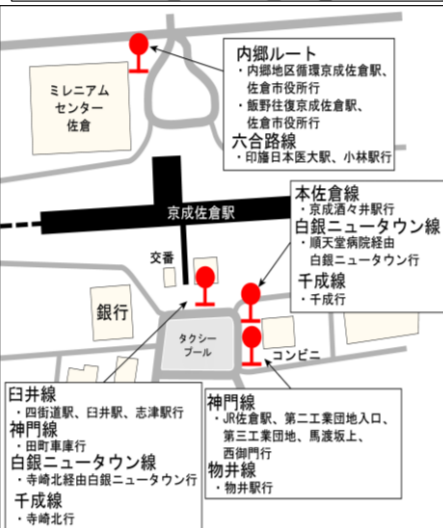 内郷ルート
・内郷地区循環京成佐倉駅、
佐倉市役所行
・飯野往復京成佐倉駅、
佐倉市役所行
六合路線
・印旛日本医大駅、小林駅行
ミレニアム
センター
佐倉
京成佐倉駅
本佐倉線
・京成酒々井駅行
白銀ニュータウン線
・順天堂病院経由
白銀ニュータウン行
千成線
・千成行
交番
銀行
タクシー
プール
コンビニ
臼井線
・四街道駅、臼井駅、志津駅行
神門線
・田町車庫行
白銀ニュータウン線
・寺崎北経由白銀ニュータウン行
千成線
・寺崎北行
神門線
・JR佐倉駅、第二工業団地入口、
第三工業団地、馬渡坂上、
西御門行
物井線
・物井駅行